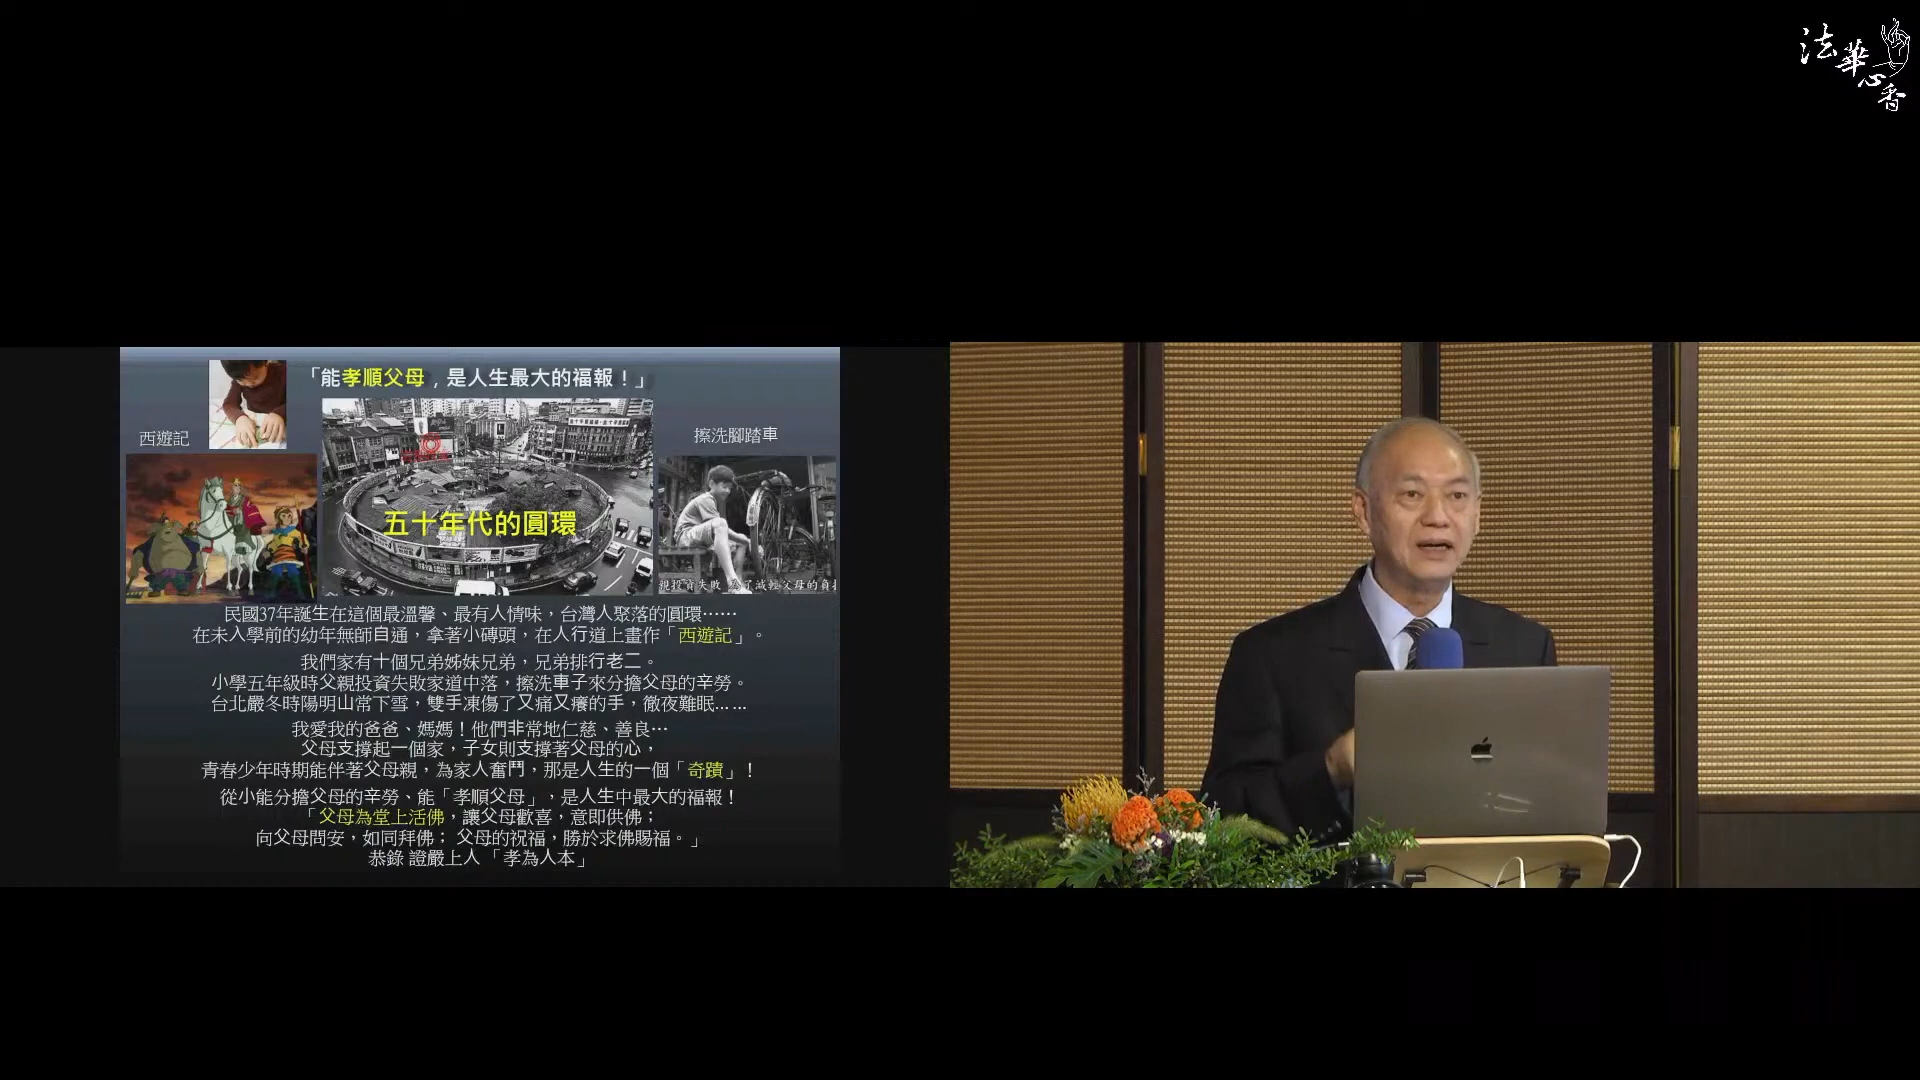 法華心香
「能孝順父母，是人生最大的福報！」
西遊記
擦洗腳踏車
五十年代的圓環
親投資失敗 為了減輕父母的負擔
民國37年誕生在這個最溫馨、最有人情味，台灣人聚落的圓環……
在未入學前的幼年無師自通，拿著小磚頭，在人行道上畫作「西遊記」。
我們家有十個兄弟姊妹兄弟，兄弟排行老二。
小學五年級時父親投資失敗家道中落，擦洗車子來分擔父母的辛勞。
台北嚴冬時陽明山常下雪，雙手凍傷了又痛又癢的手，徹夜難眠... ...
我愛我的爸爸、媽媽！他們非常地仁慈、善良…
父母支撐起一個家，子女則支撐著父母的心，
青春少年時期能伴著父母親，為家人奮鬥，那是人生的一個「奇蹟」！
從小能分擔父母的辛勞、能「孝順父母」，是人生中最大的福報！
「父母為堂上活佛，讓父母歡喜，意即供佛；
向父母問安，如同拜佛； 父母的祝福，勝於求佛賜福。」
恭錄 證嚴上人 「孝為人本」